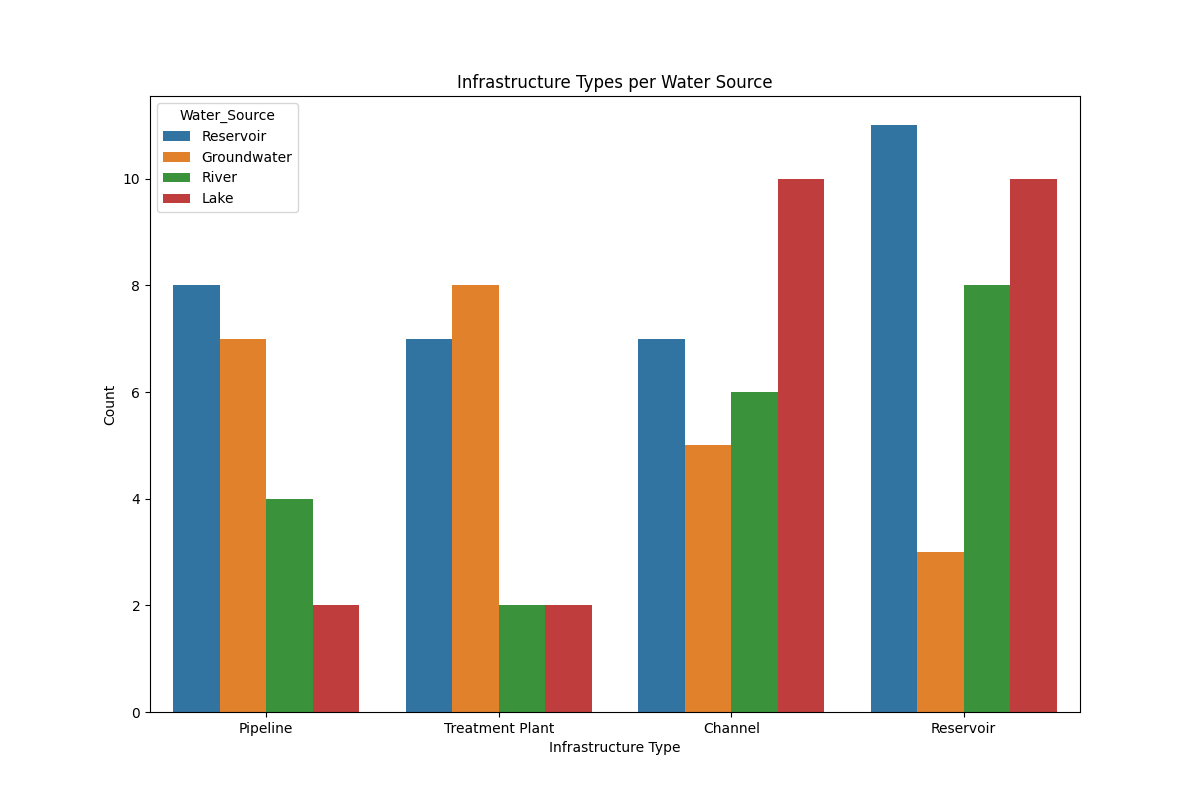 Infrastructure Types per Water Source
Water_Source
Reservoir
Groundwater
River
Lake
10
8
6
4
2
0
Count
Pipeline
Treatment Plant
Channel
Reservoir
Infrastructure Type